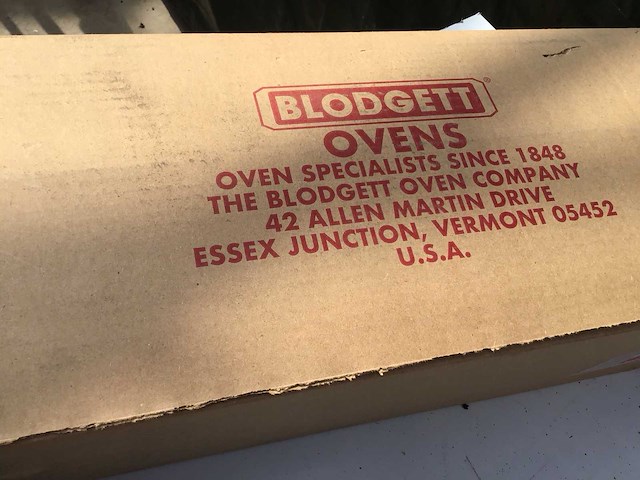 BLODGETT®
OVENS
OVEN SPECIALISTS SINCE 1848
THE BLODGETT OVEN COMPANY
42 ALLEN MARTIN DRIVE
ESSEX JUNCTION, VERMONT 05452
U.S.A.